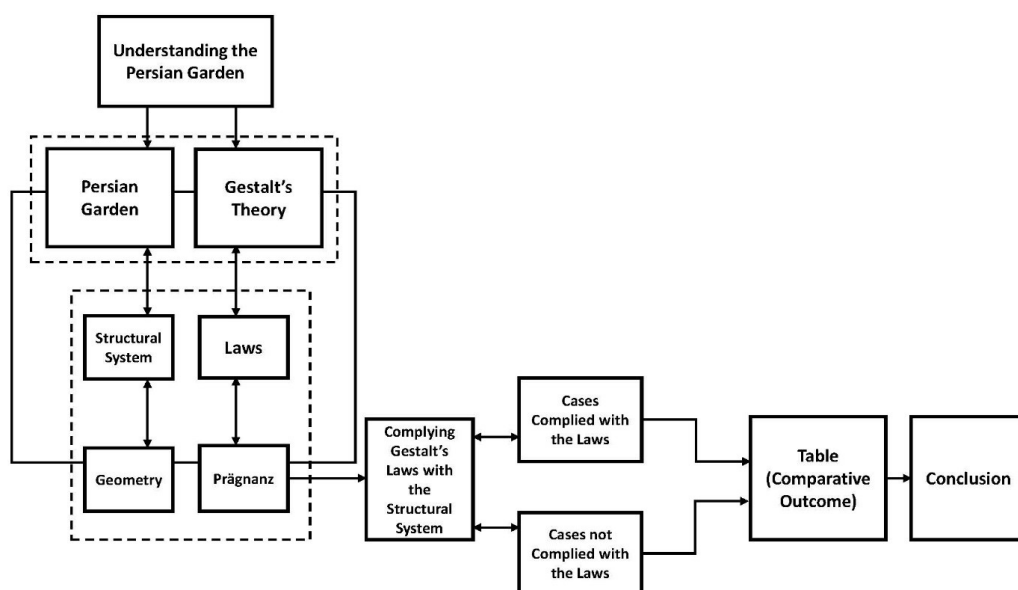 Understanding the
Persian Garden
Persian
Garden
Gestalt's
Theory
Structural
System
Laws
Geometry
Prägnanz
Complying
Gestalt's
Laws with
the
Structural
System
Cases
Complied with
the Laws
Cases not
Complied with
the Laws
Table
(Comparative
Outcome)
Conclusion